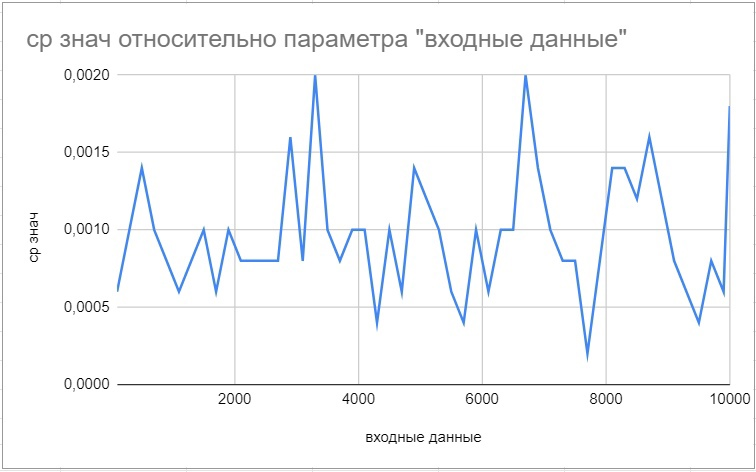 ср знач относительно параметра "входные данные"
0,0020
0,0015
0,0010
0,0005
0,0000
ср знач
2000 4000 6000 8000 10000
входные данные